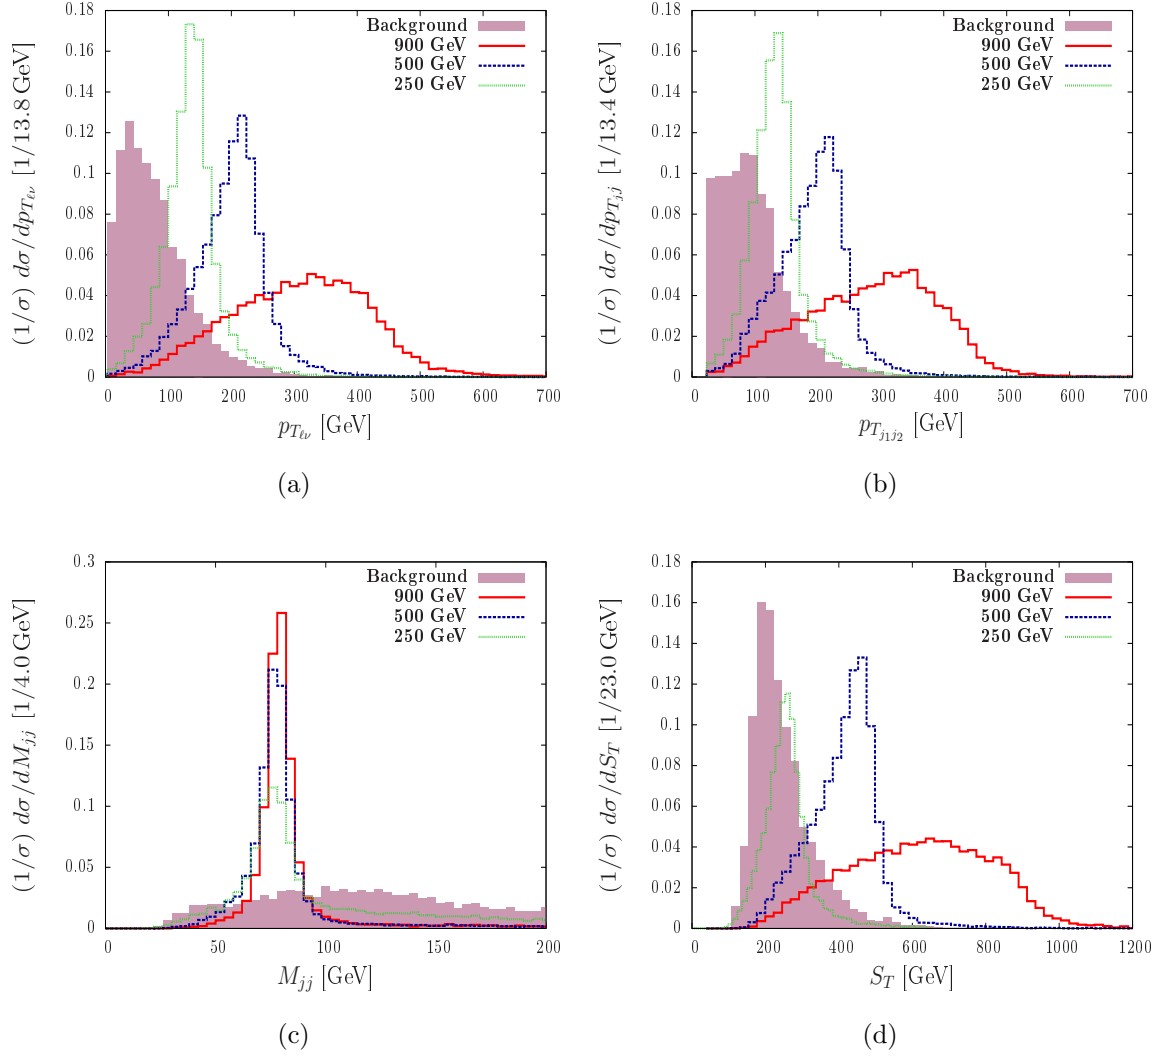 (1/σ) dσ/dp_{T_{ℓν}} [1/13.8 GeV]
0.18
0.16
0.14
0.12
0.1
0.08
0.06
0.04
0.02
0
Background
900 GeV
500 GeV
250 GeV
0 100 200 300 400 500 600 700
p_{T_{ℓν}} [GeV]
(a)
(1/σ) dσ/dp_{T_{jj}} [1/13.4 GeV]
0.18
0.16
0.14
0.12
0.1
0.08
0.06
0.04
0.02
0
Background
900 GeV
500 GeV
250 GeV
0 100 200 300 400 500 600 700
p_{T_{j_1j_2}} [GeV]
(b)
(1/σ) dσ/dM_{jj} [1/4.0 GeV]
0.3
0.25
0.2
0.15
0.1
0.05
0
Background
900 GeV
500 GeV
250 GeV
0 50 100 150 200
M_{jj} [GeV]
(c)
(1/σ) dσ/dS_T [1/23.0 GeV]
0.18
0.16
0.14
0.12
0.1
0.08
0.06
0.04
0.02
0
Background
900 GeV
500 GeV
250 GeV
0 200 400 600 800 1000 1200
S_T [GeV]
(d)